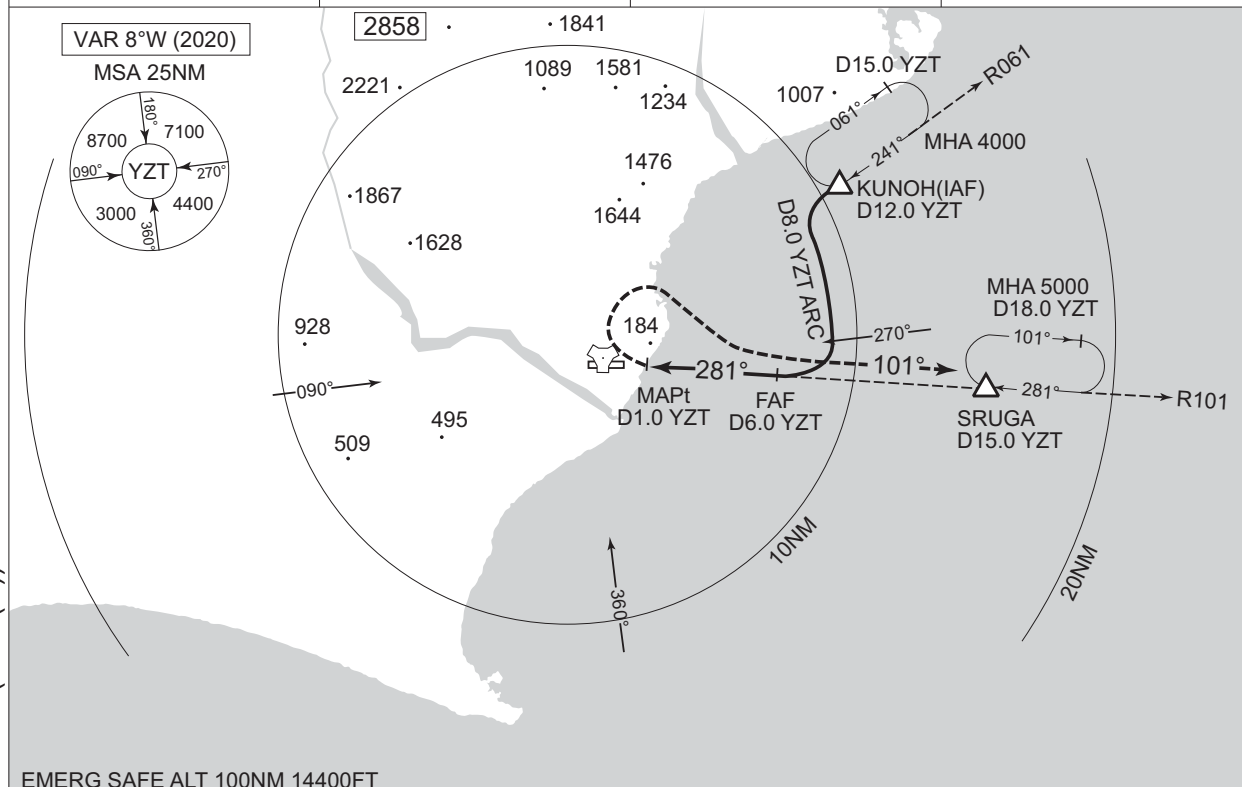 VAR 8°W (2020)
MSA 25NM
180°
8700
7100
YZT
090°
270°
3000
4400
360°
2858
1841
2221
1089
1581
1234
1007
D15.0 YZT
R061
061°
241°
MHA 4000
KUNOH(IAF)
D12.0 YZT
1476
1867
1644
1628
D8.0 YZT ARC
MHA 5000
D18.0 YZT
928
184
270°
101°
101°
281°
281°
090°
MAPt
D1.0 YZT
FAF
D6.0 YZT
SRUGA
D15.0 YZT
R101
495
509
10NM
20NM
360°
EMERG SAFE ALT 100NM 14400FT